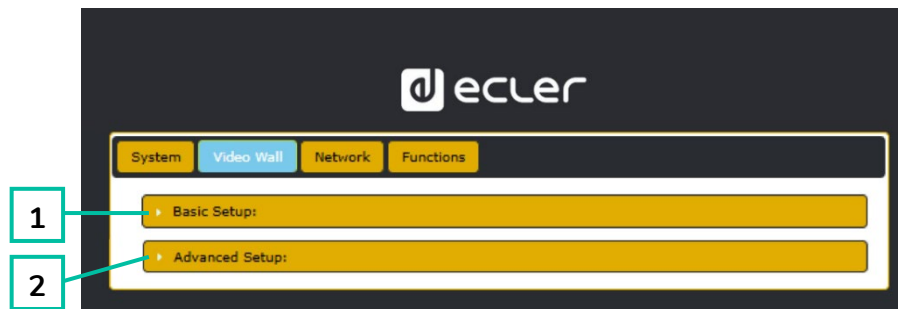 ecler
System Video Wall Network Functions
1 Basic Setup:
2 Advanced Setup: